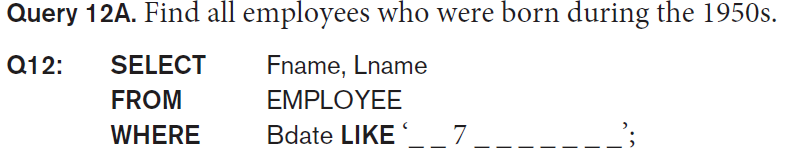 Query 12A. Find all employees who were born during the 1950s.
Q12: SELECT Fname, Lname
FROM EMPLOYEE
WHERE Bdate LIKE ‘_ _ 7 _ _ _ _ _ _ _’;